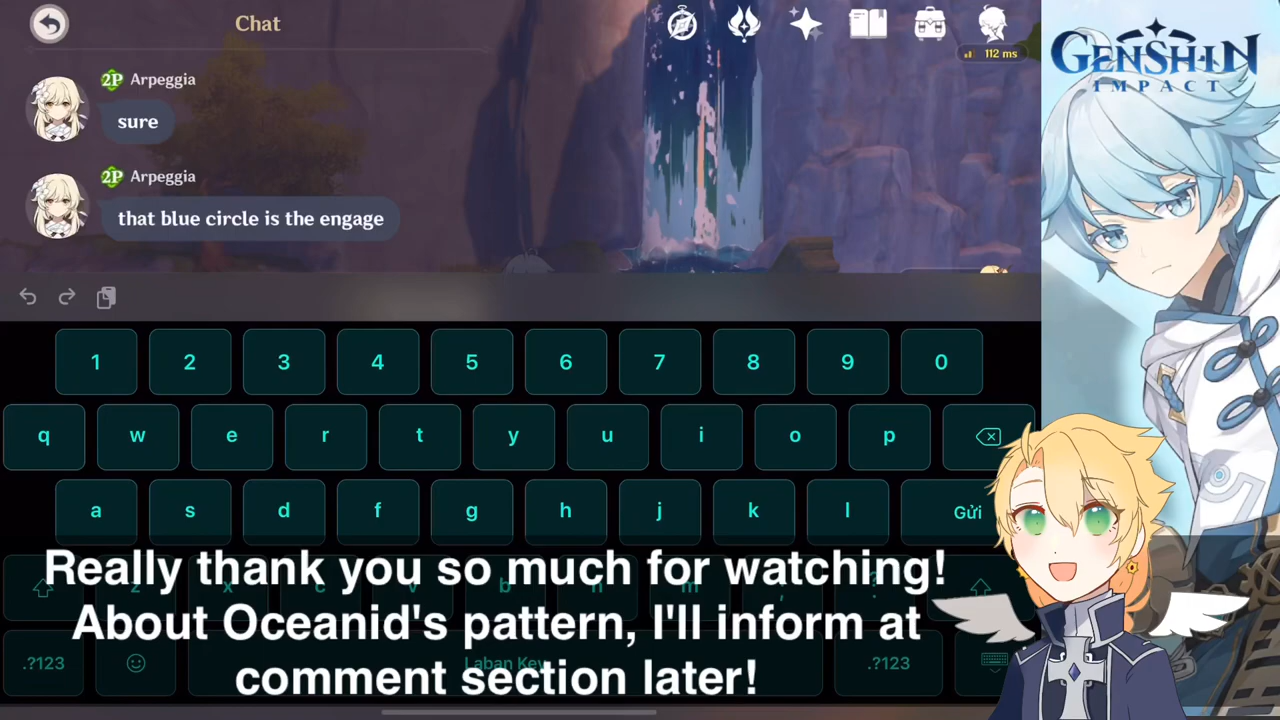 Chat
GENSHIN
IMPACT
112 ms
2P Arpeggia
sure
2P Arpeggia
that blue circle is the engage
1 2 3 4 5 6 7 8 9 0
q w e r t y u i o p
a s d f g h j k l Gửi
z x c v b n m , ?
.?123 Laban Key .?123
Really thank you so much for watching!
About Oceanid's pattern, I'll inform at
comment section later!